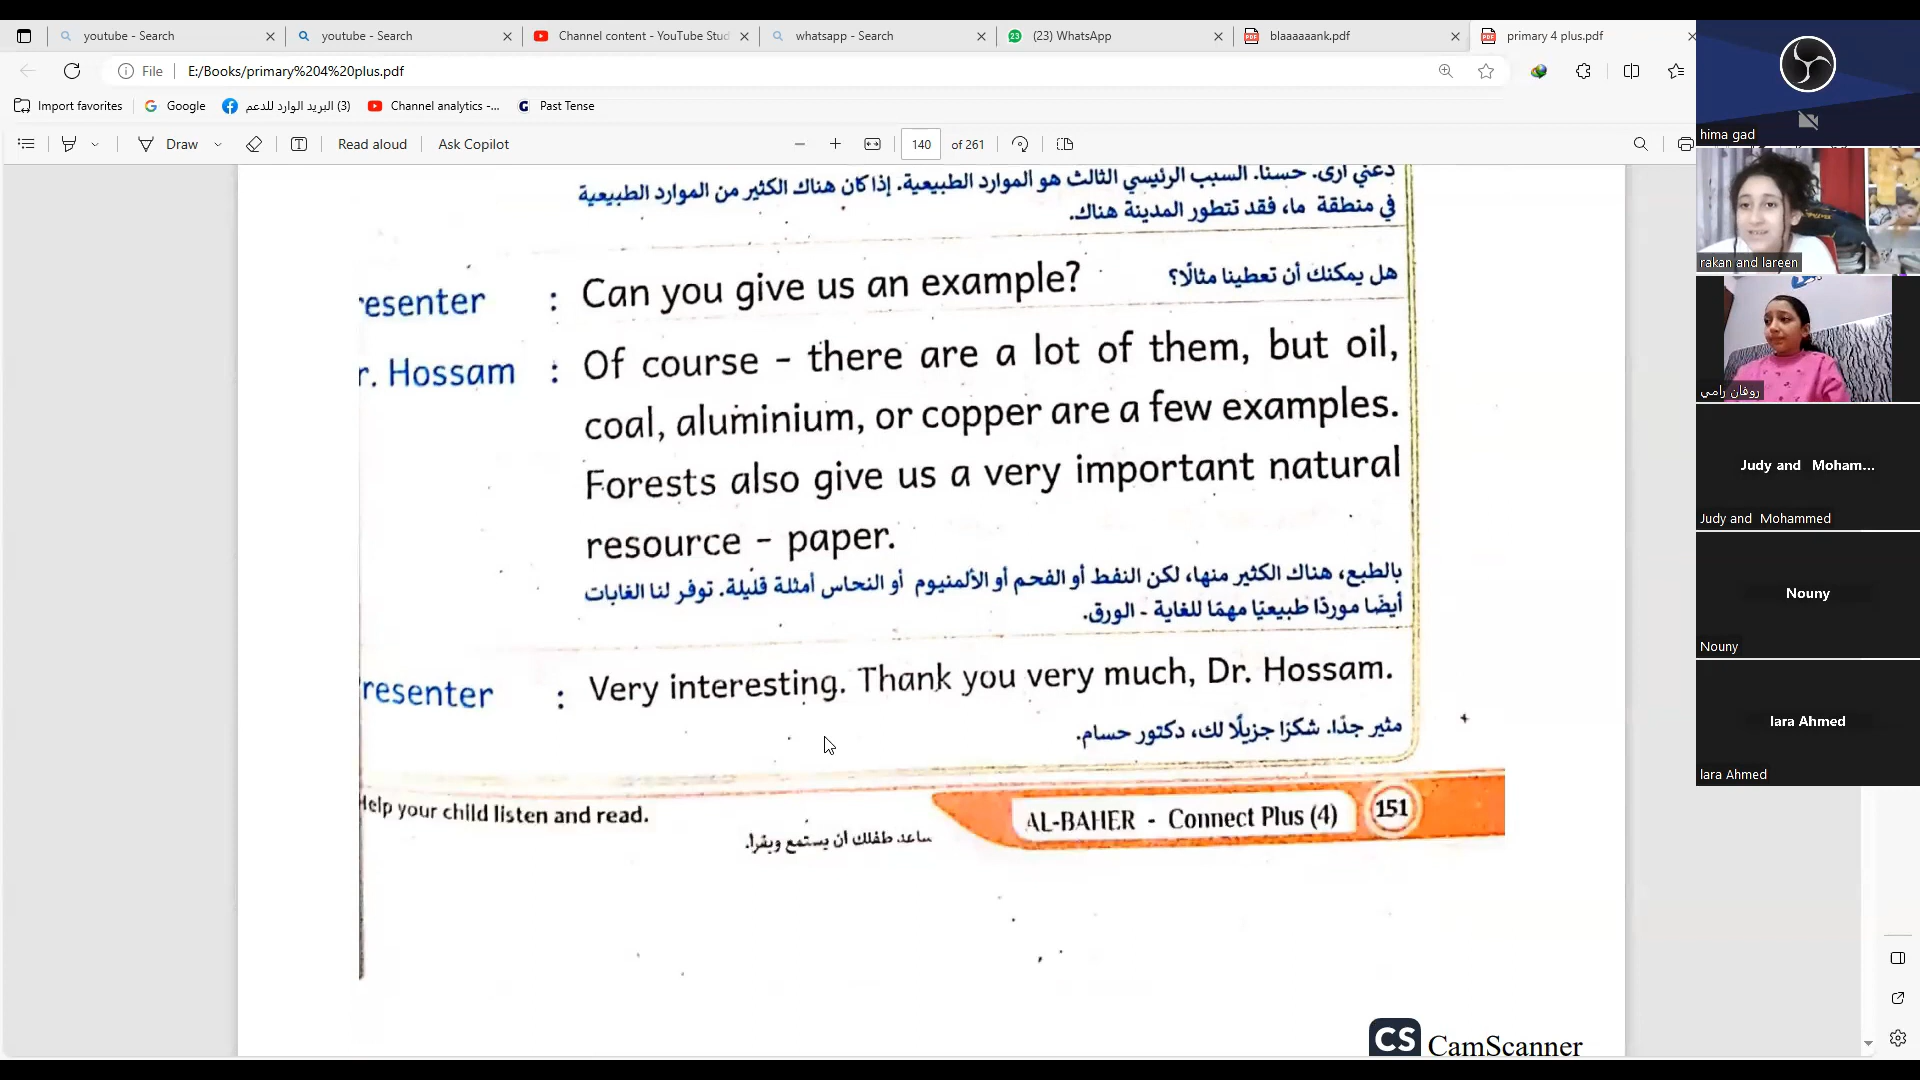 youtube - Search
youtube - Search
Channel content - YouTube Stud
whatsapp - Search
(23) WhatsApp
blaaaaaank.pdf
primary 4 plus.pdf
File
E:/Books/primary%204%20plus.pdf
Import favorites
Google
(3) البريد الوارد للدعم
Channel analytics -...
Past Tense
Draw
Read aloud
Ask Copilot
140 of 261
دعني أرى. حسنًا. السبب الرئيسي الثالث هو الموارد الطبيعية. إذا كان هناك الكثير من الموارد الطبيعية
في منطقة ما، فقد تتطور المدينة هناك.
resenter : Can you give us an example? هل يمكنك أن تعطينا مثالًا؟
r. Hossam : Of course - there are a lot of them, but oil,
coal, aluminium, or copper are a few examples.
Forests also give us a very important natural
resource - paper.
بالطبع، هناك الكثير منها، لكن النفط أو الفحم أو الألمنيوم أو النحاس أمثلة قليلة. توفر لنا الغابات
أيضًا موردًا طبيعيًا مهمًا للغاية - الورق.
resenter : Very interesting. Thank you very much, Dr. Hossam.
مثير جدًا. شكرًا جزيلًا لك، دكتور حسام.
Help your child listen and read.
ساعد طفلك أن يستمع ويقرأ.
AL-BAHER - Connect Plus (4) 151
CS CamScanner
hima gad
rakan and lareen
روفان رامي
Judy and Moham...
Judy and Mohammed
Nouny
Nouny
lara Ahmed
lara Ahmed